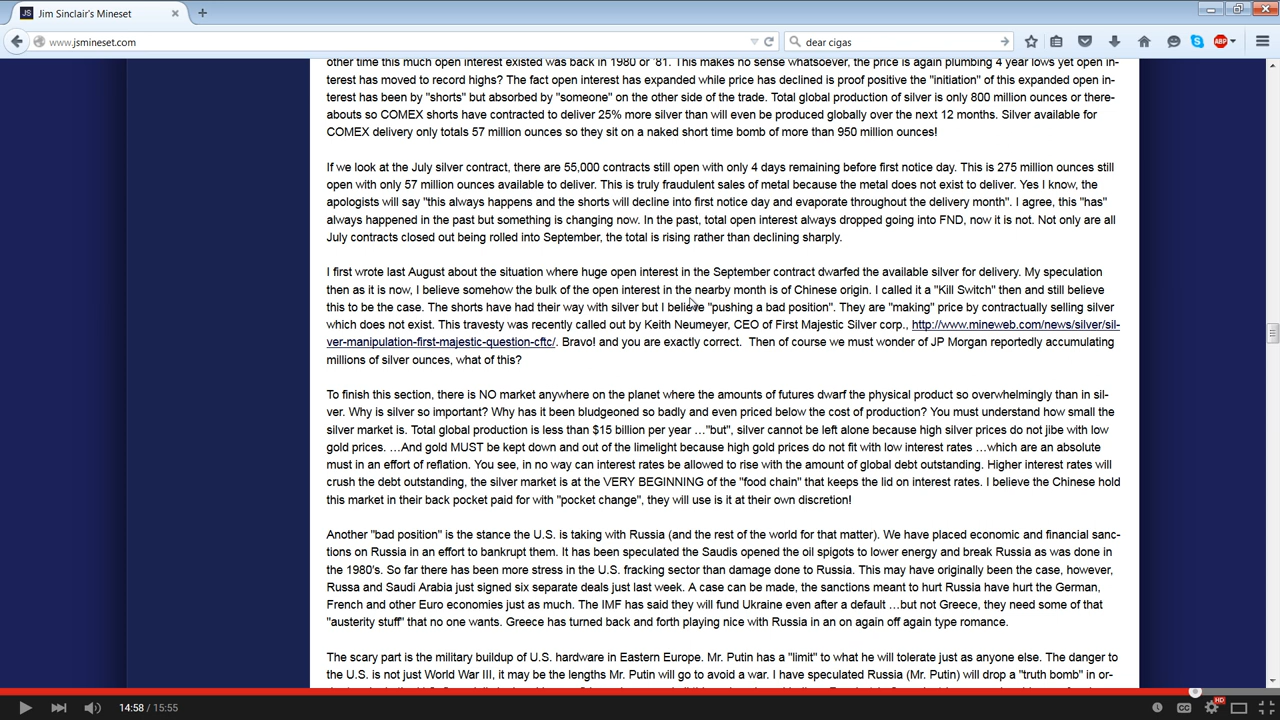 Jim Sinclair's Mineset
www.jsmineset.com
dear cigas
other time this much open interest existed was back in 1980 or '81. This makes no sense whatsoever, the price is again plumbing 4 year lows yet open in-
terest has moved to record highs? The fact open interest has expanded while price has declined is proof positive the "initiation" of this expanded open in-
terest has been by "shorts" but absorbed by "someone" on the other side of the trade. Total global production of silver is only 800 million ounces or there-
abouts so COMEX shorts have contracted to deliver 25% more silver than will even be produced globally over the next 12 months. Silver available for
COMEX delivery only totals 57 million ounces so they sit on a naked short time bomb of more than 950 million ounces!
If we look at the July silver contract, there are 55,000 contracts still open with only 4 days remaining before first notice day. This is 275 million ounces still
open with only 57 million ounces available to deliver. This is truly fraudulent sales of metal because the metal does not exist to deliver. Yes I know, the
apologists will say "this always happens and the shorts will decline into first notice day and evaporate throughout the delivery month". I agree, this "has"
always happened in the past but something is changing now. In the past, total open interest always dropped going into FND, now it is not. Not only are all
July contracts closed out being rolled into September, the total is rising rather than declining sharply.
I first wrote last August about the situation where huge open interest in the September contract dwarfed the available silver for delivery. My speculation
then as it is now, I believe somehow the bulk of the open interest in the nearby month is of Chinese origin. I called it a "Kill Switch" then and still believe
this to be the case. The shorts have had their way with silver but I believe "pushing a bad position". They are "making" price by contractually selling silver
which does not exist. This travesty was recently called out by Keith Neumeyer, CEO of First Majestic Silver corp., http://www.mineweb.com/news/silver/sil-
ver-manipulation-first-majestic-question-cftc/. Bravo! and you are exactly correct. Then of course we must wonder of JP Morgan reportedly accumulating
millions of silver ounces, what of this?
To finish this section, there is NO market anywhere on the planet where the amounts of futures dwarf the physical product so overwhelmingly than in sil-
ver. Why is silver so important? Why has it been bludgeoned so badly and even priced below the cost of production? You must understand how small the
silver market is. Total global production is less than $15 billion per year ..."but", silver cannot be left alone because high silver prices do not jibe with low
gold prices. ...And gold MUST be kept down and out of the limelight because high gold prices do not fit with low interest rates ...which are an absolute
must in an effort of reflation. You see, in no way can interest rates be allowed to rise with the amount of global debt outstanding. Higher interest rates will
crush the debt outstanding, the silver market is at the VERY BEGINNING of the "food chain" that keeps the lid on interest rates. I believe the Chinese hold
this market in their back pocket paid for with "pocket change", they will use is it at their own discretion!
Another "bad position" is the stance the U.S. is taking with Russia (and the rest of the world for that matter). We have placed economic and financial sanc-
tions on Russia in an effort to bankrupt them. It has been speculated the Saudis opened the oil spigots to lower energy and break Russia as was done in
the 1980's. So far there has been more stress in the U.S. fracking sector than damage done to Russia. This may have originally been the case, however,
Russa and Saudi Arabia just signed six separate deals just last week. A case can be made, the sanctions meant to hurt Russia have hurt the German,
French and other Euro economies just as much. The IMF has said they will fund Ukraine even after a default ...but not Greece, they need some of that
"austerity stuff" that no one wants. Greece has turned back and forth playing nice with Russia in an on again off again type romance.
The scary part is the military buildup of U.S. hardware in Eastern Europe. Mr. Putin has a "limit" to what he will tolerate just as anyone else. The danger to
the U.S. is not just World War III, it may be the lengths Mr. Putin will go to avoid a war. I have speculated Russia (Mr. Putin) will drop a "truth bomb" in or-
14:58 / 15:55